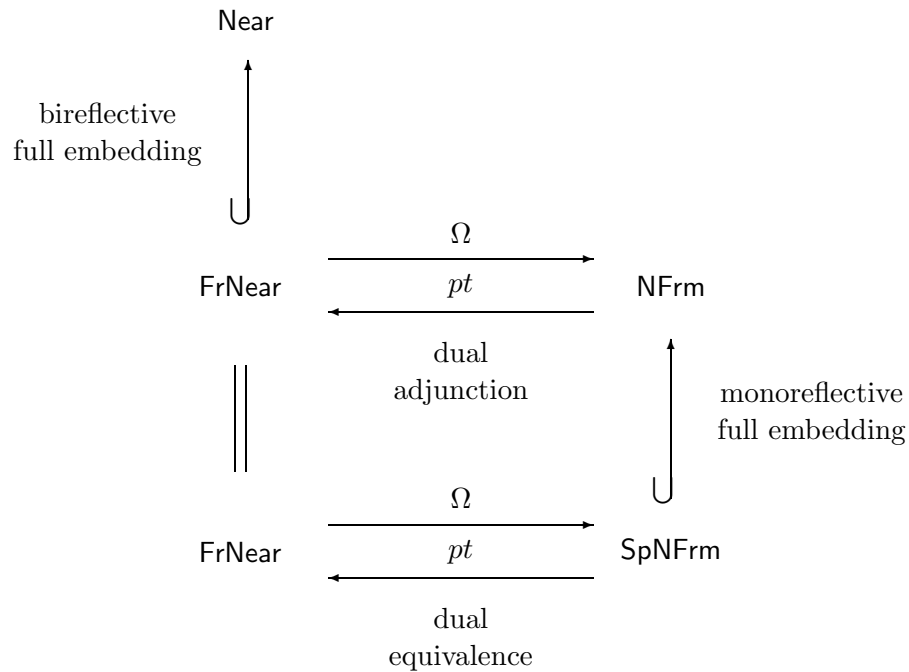 Near
bireflective
full embedding
Ω
FrNear
pt
NFrm
dual
adjunction
monoreflective
full embedding
Ω
FrNear
pt
SpNFrm
dual
equivalence